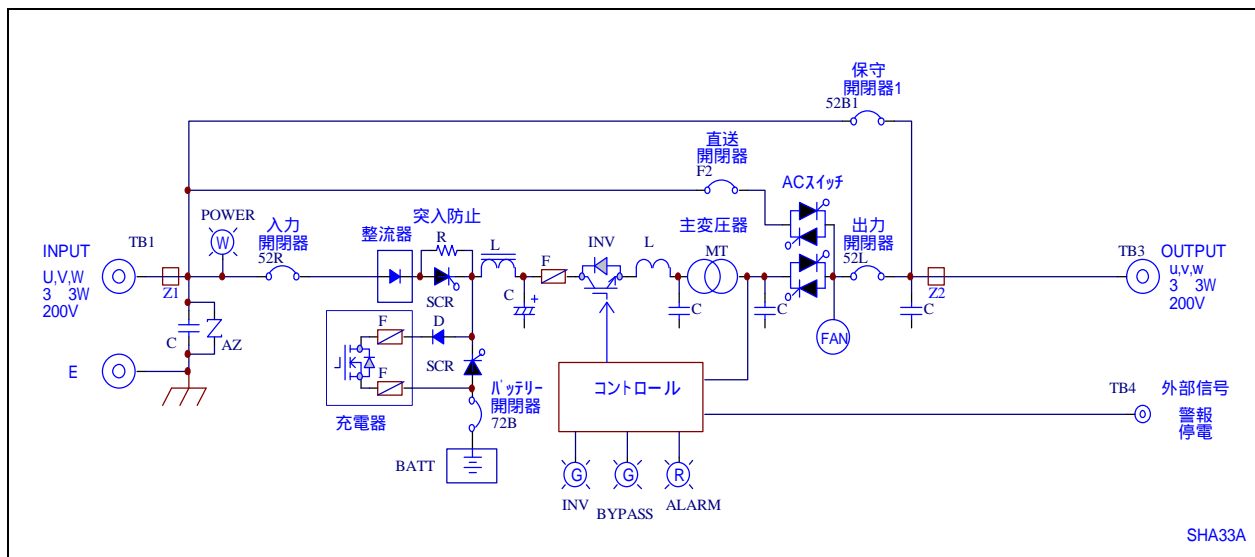 保守
開閉器1
52B1
直送
開閉器
F2
ACスイッチ
POWER
W
入力
開閉器
52R
突入防止
R
整流器
SCR
L
C
+
F
INV
L
主変圧器
MT
C
C
出力
開閉器
52L
FAN
C
Z2
TB3
OUTPUT
u,v,w
3 3W
200V
INPUT
U,V,W
3 3W
200V
TB1
Z1
C
AZ
E
F
F
D
SCR
充電器
バッテリー
開閉器
72B
BATT
コントロール
G
INV
G
BYPASS
R
ALARM
TB4
外部信号
警報
停電
SHA33A